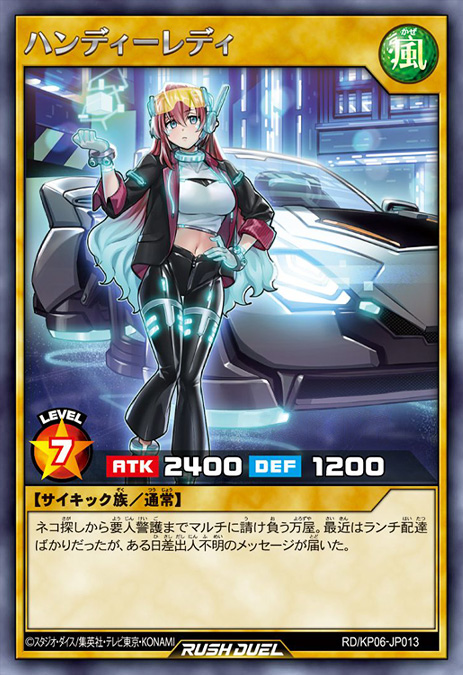 ハンディーレディ
かぜ
風
LEVEL
7
ATK 2400 DEF 1200
【サイキック族／通常】
ネコ探しから要人警護までマルチに請け負う万屋。最近はランチ配達
ばかりだったが、ある日差出人不明のメッセージが届いた。
©スタジオ・ダイス/集英社・テレビ東京・KONAMI
RUSH DUEL
RD/KP06-JP013